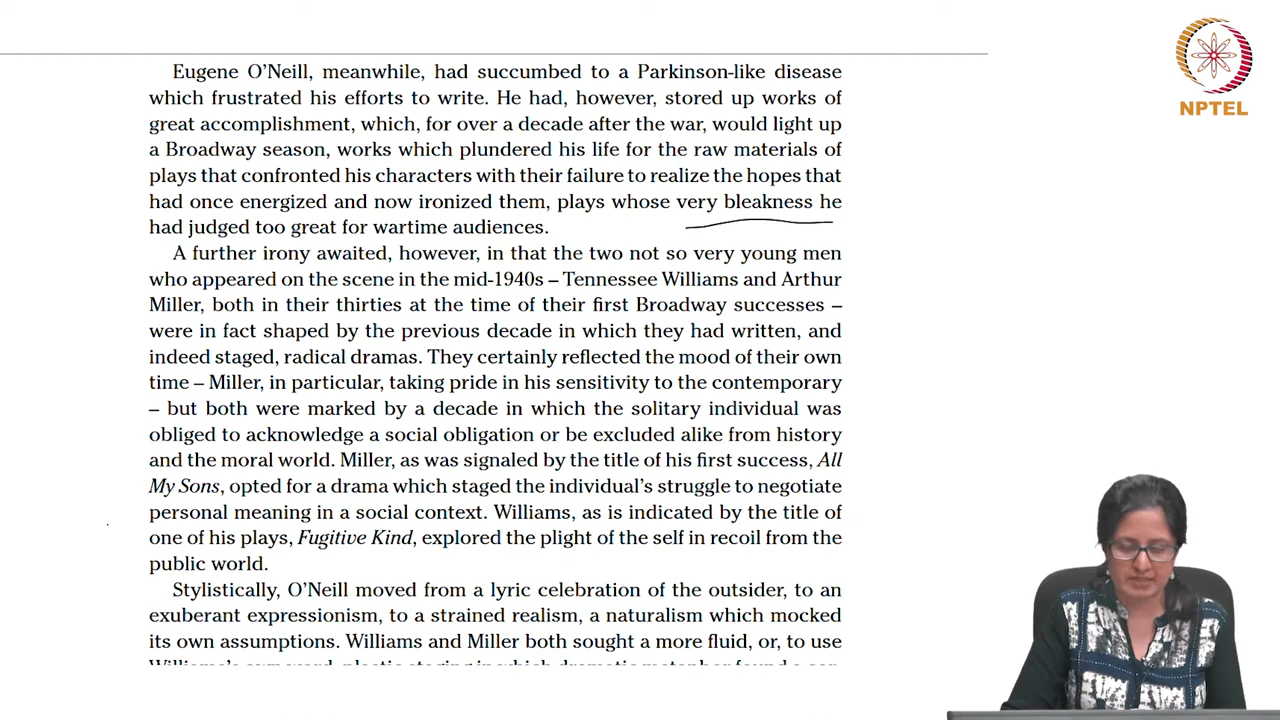 Eugene O’Neill, meanwhile, had succumbed to a Parkinson-like disease
which frustrated his efforts to write. He had, however, stored up works of
great accomplishment, which, for over a decade after the war, would light up
a Broadway season, works which plundered his life for the raw materials of
plays that confronted his characters with their failure to realize the hopes that
had once energized and now ironized them, plays whose very bleakness he
had judged too great for wartime audiences.
A further irony awaited, however, in that the two not so very young men
who appeared on the scene in the mid-1940s – Tennessee Williams and Arthur
Miller, both in their thirties at the time of their first Broadway successes –
were in fact shaped by the previous decade in which they had written, and
indeed staged, radical dramas. They certainly reflected the mood of their own
time – Miller, in particular, taking pride in his sensitivity to the contemporary
– but both were marked by a decade in which the solitary individual was
obliged to acknowledge a social obligation or be excluded alike from history
and the moral world. Miller, as was signaled by the title of his first success, All
My Sons, opted for a drama which staged the individual’s struggle to negotiate
personal meaning in a social context. Williams, as is indicated by the title of
one of his plays, Fugitive Kind, explored the plight of the self in recoil from the
public world.
Stylistically, O’Neill moved from a lyric celebration of the outsider, to an
exuberant expressionism, to a strained realism, a naturalism which mocked
its own assumptions. Williams and Miller both sought a more fluid, or, to use
NPTEL